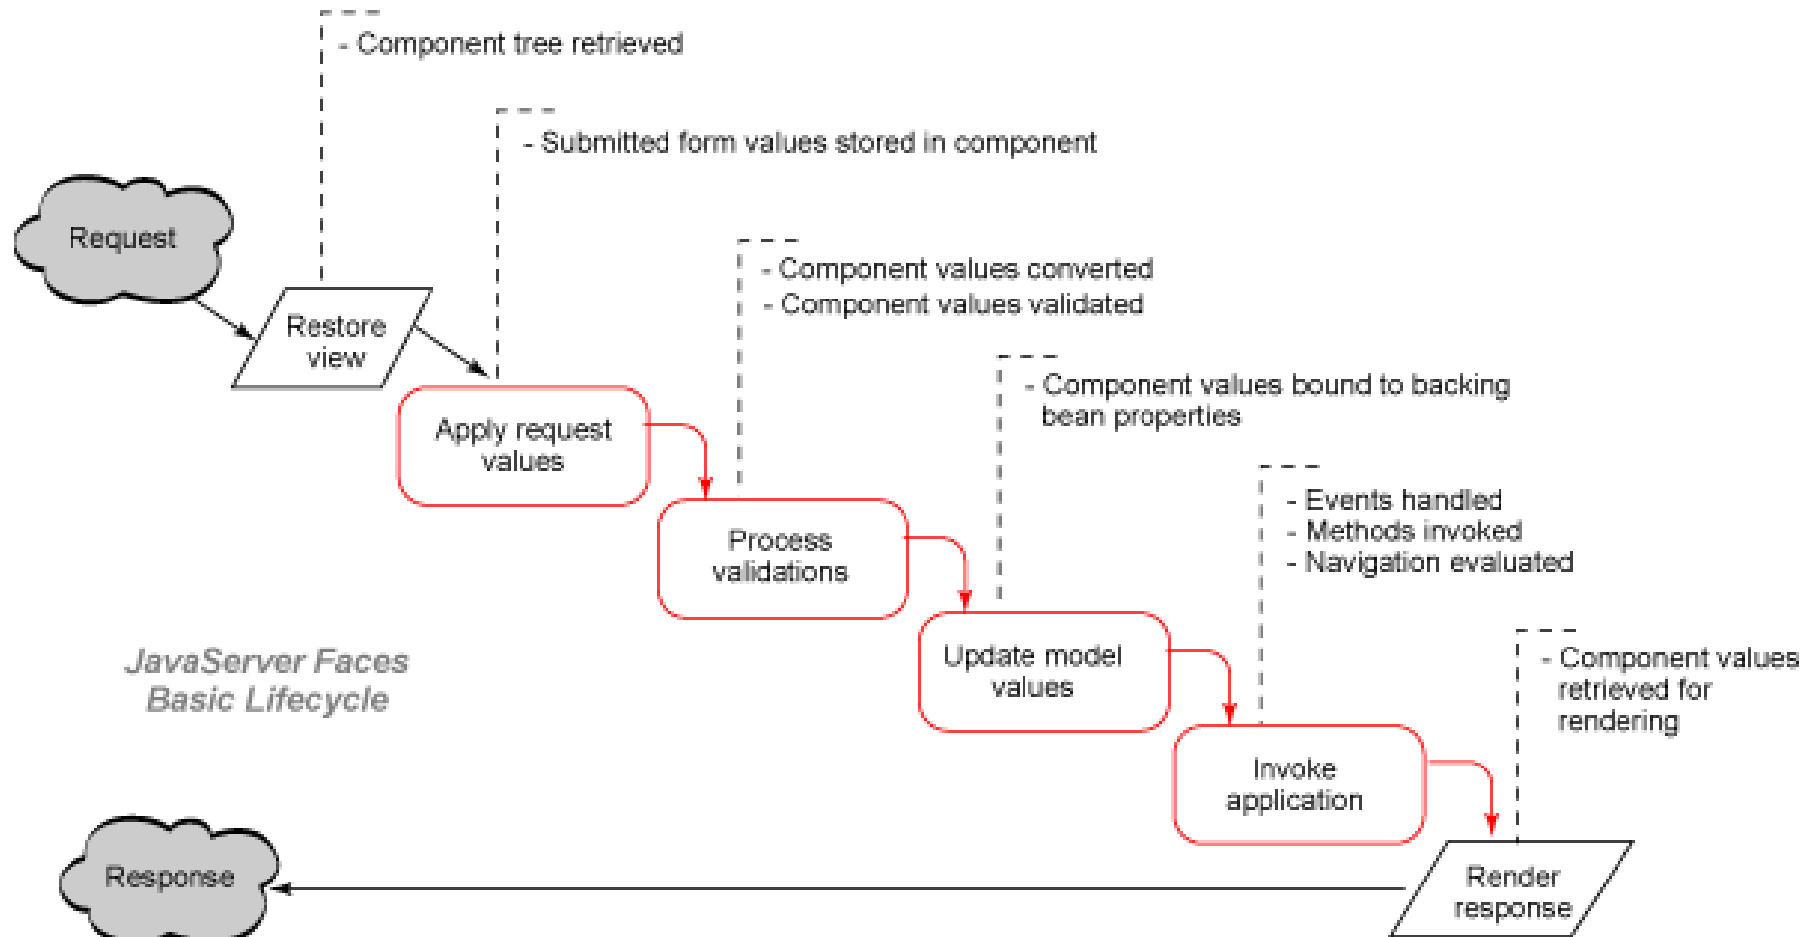 - Component tree retrieved
- Submitted form values stored in component
Request
- Component values converted
- Component values validated
Restore
view
- Component values bound to backing
bean properties
Apply request
values
- Events handled
- Methods invoked
- Navigation evaluated
Process
validations
JavaServer Faces
Basic Lifecycle
Update model
values
- Component values
retrieved for
rendering
Invoke
application
Response
Render
response